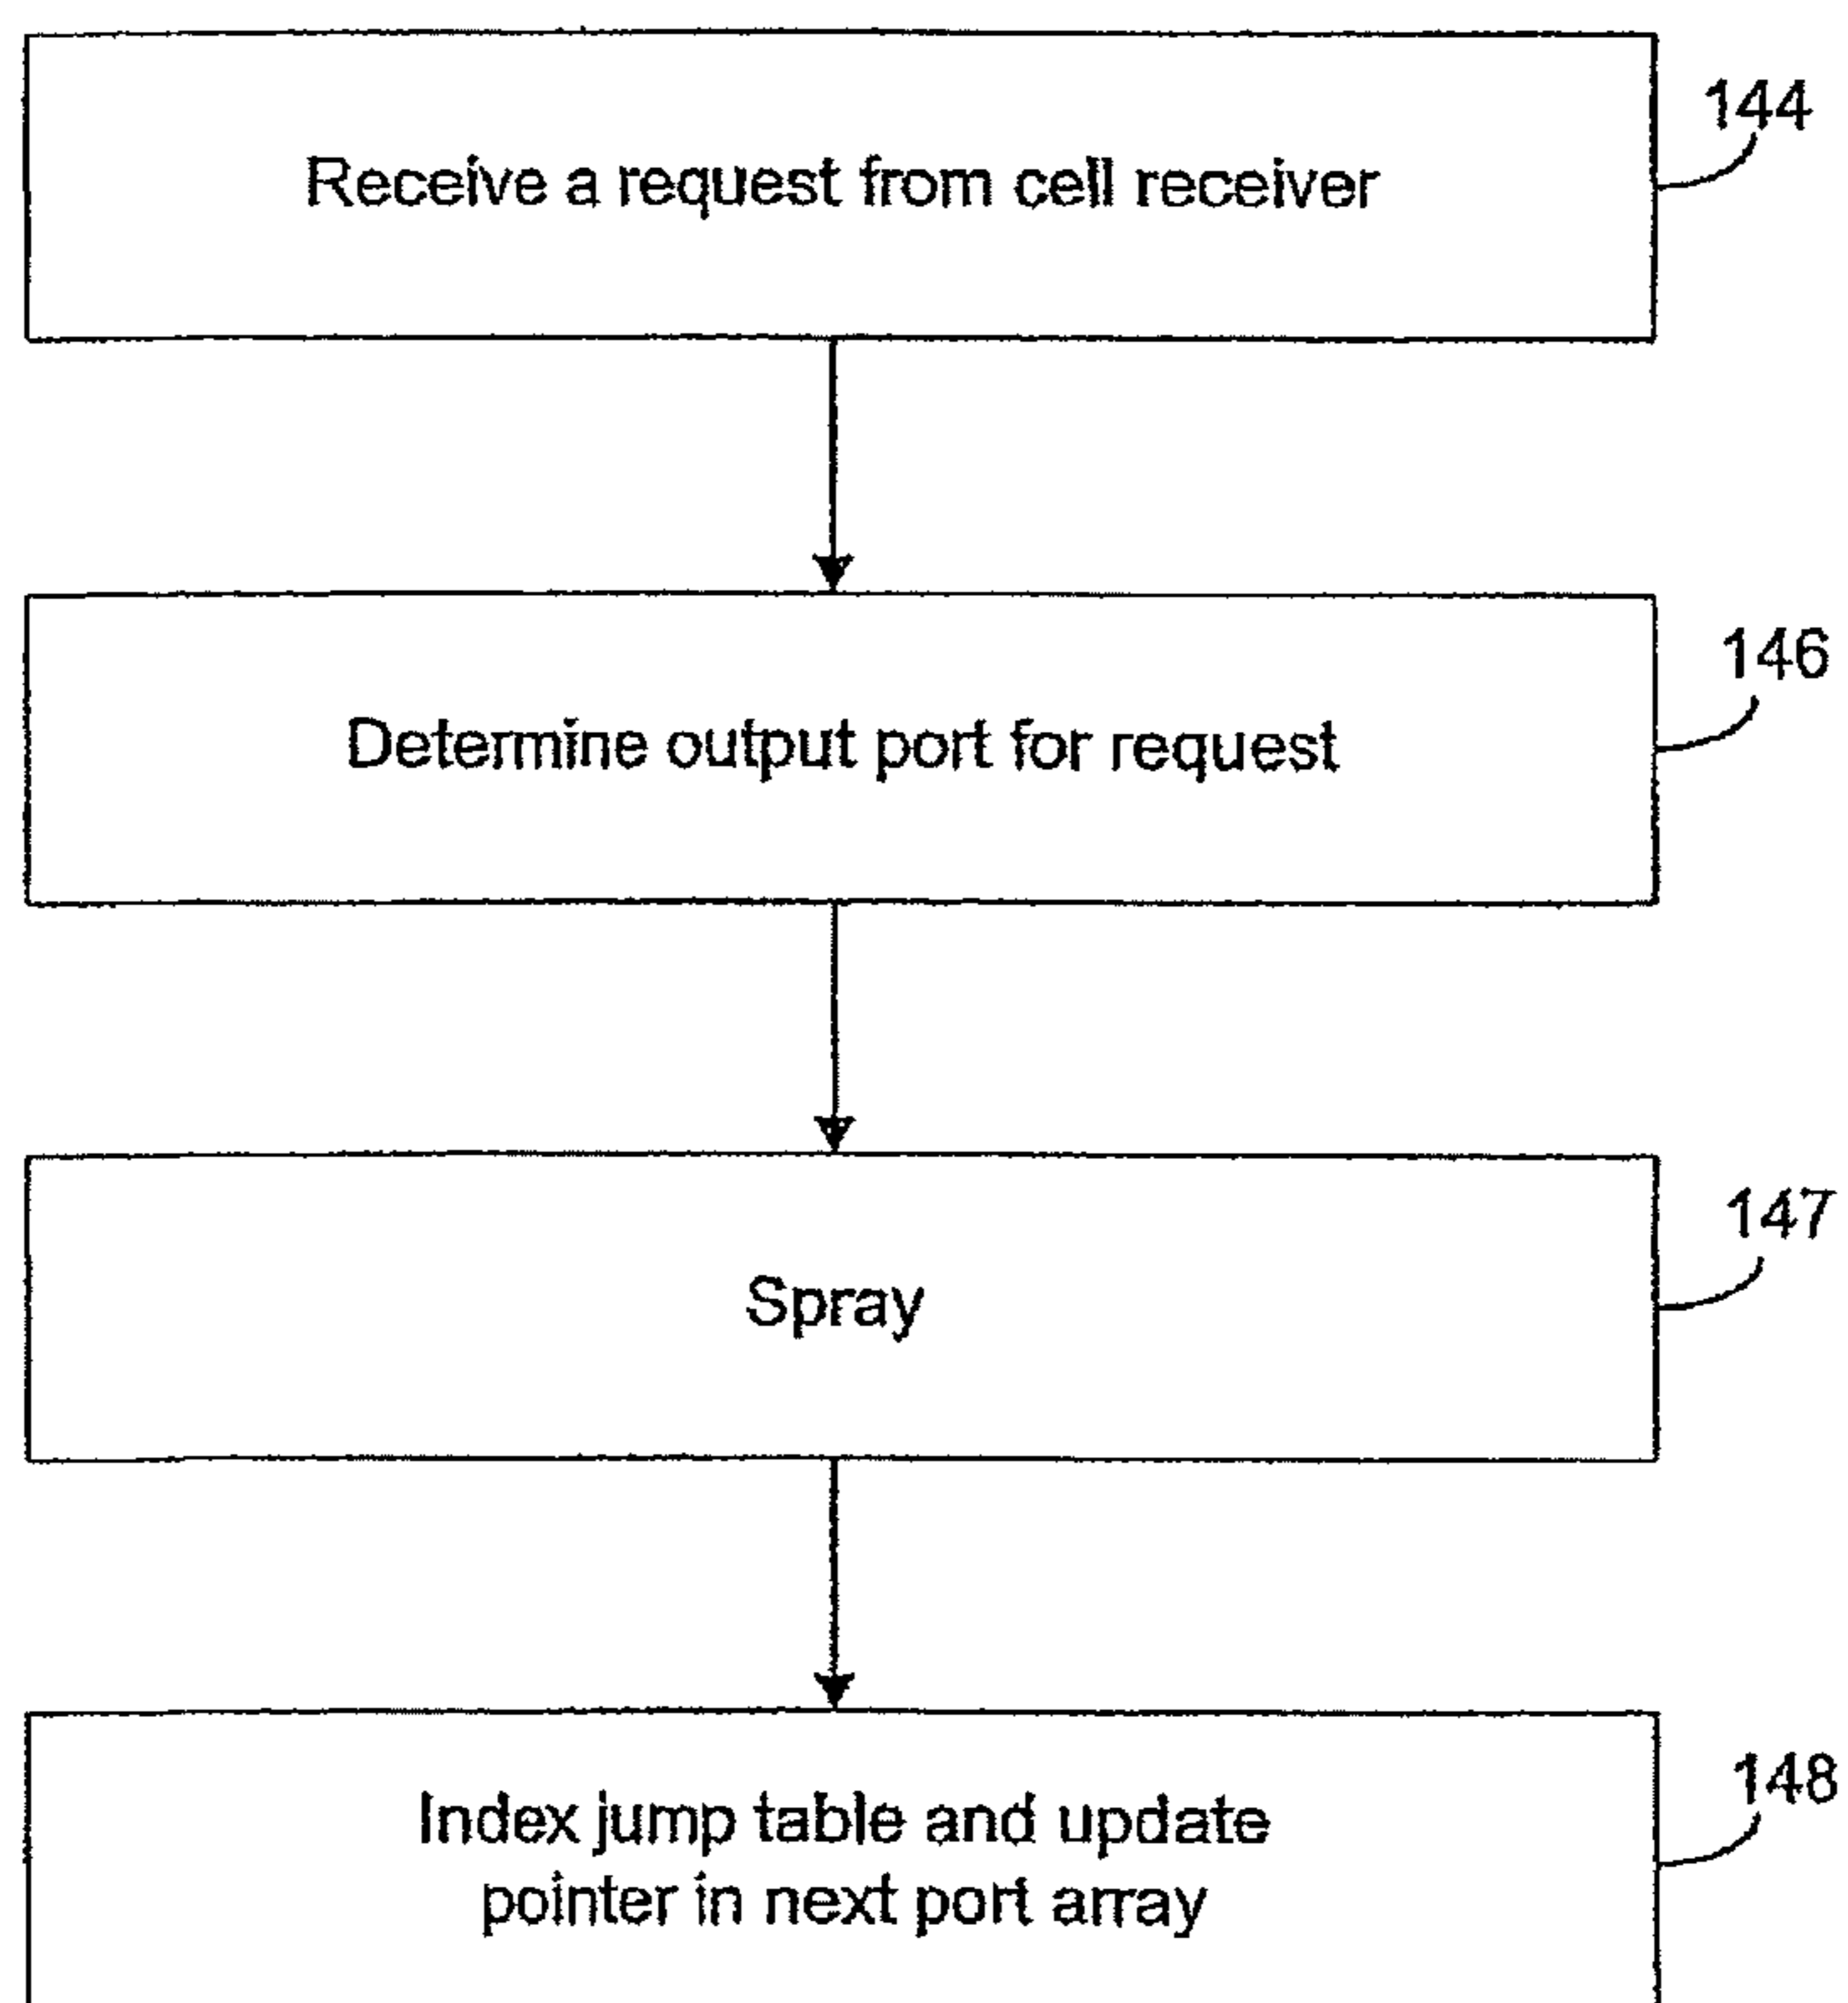 Receive a request from cell receiver
144
Determine output port for request
146
Spray
147
Index jump table and update
pointer in next port array
148